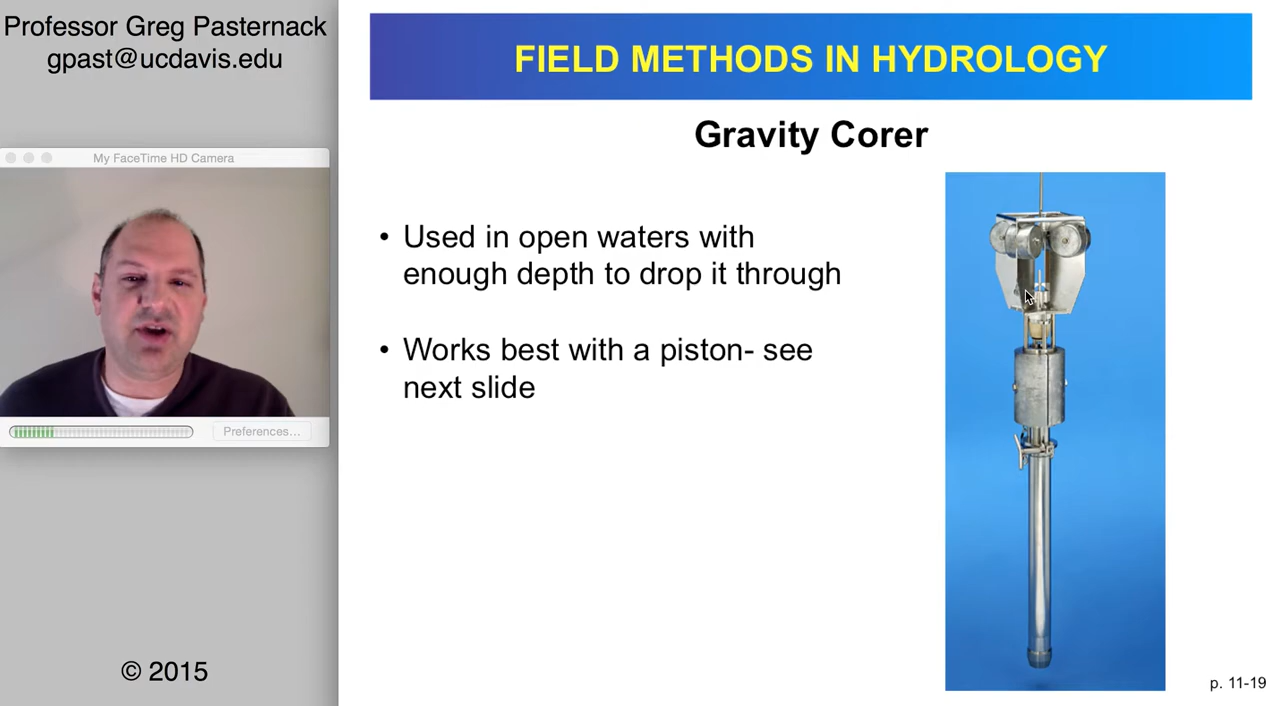 Professor Greg Pasternack
gpast@ucdavis.edu
My FaceTime HD Camera
Preferences...
© 2015
FIELD METHODS IN HYDROLOGY
Gravity Corer
• Used in open waters with
enough depth to drop it through
• Works best with a piston- see
next slide
p. 11-19